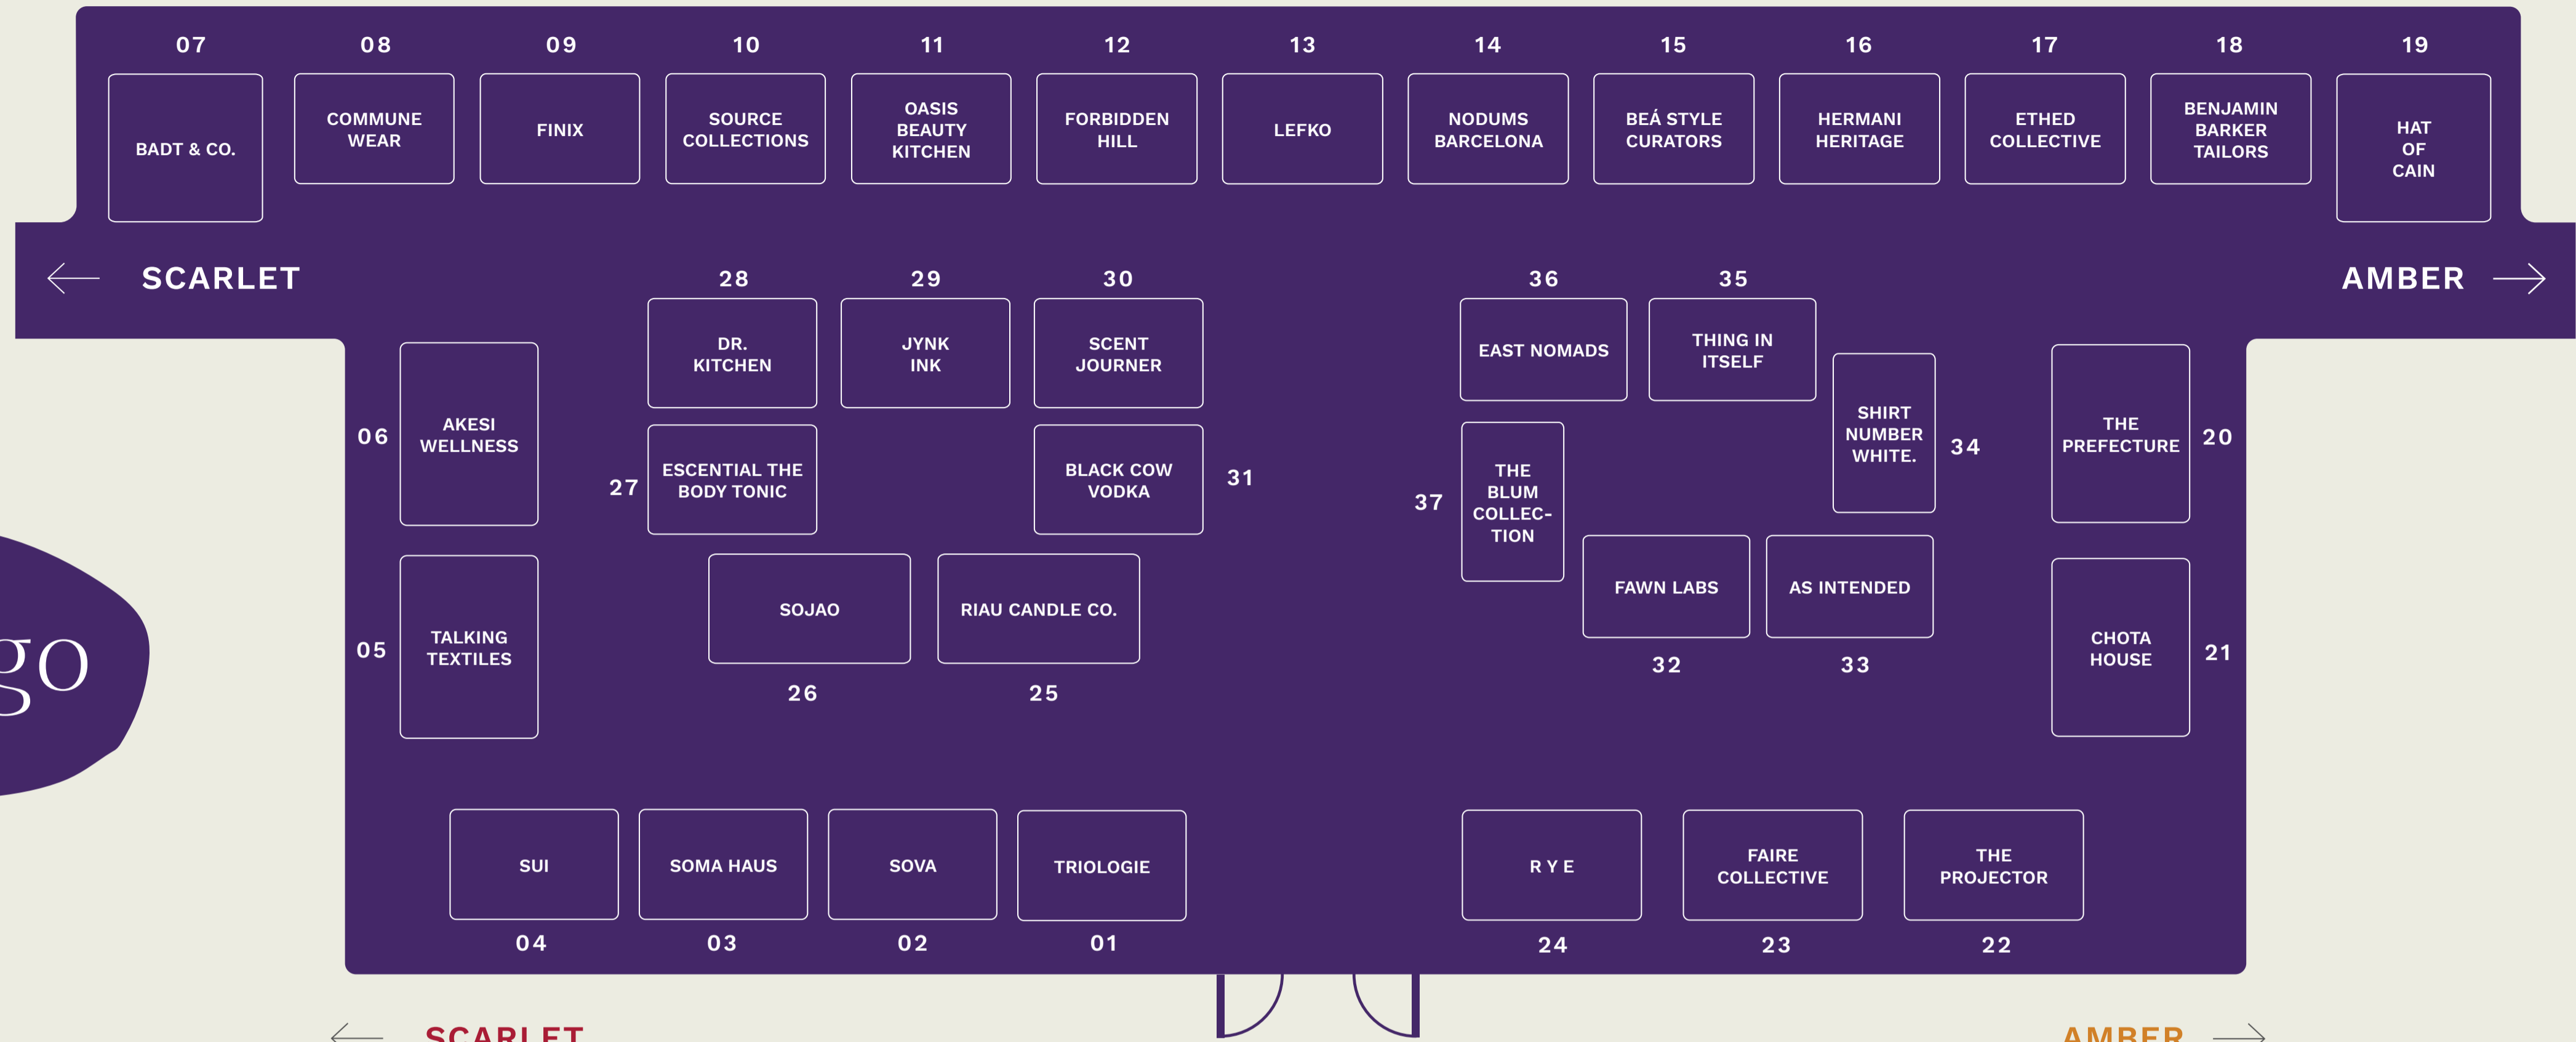 07
08
09
10
11
12
13
14
15
16
17
18
19
BADT & CO.
COMMUNE
WEAR
FINIX
SOURCE
COLLECTIONS
OASIS
BEAUTY
KITCHEN
FORBIDDEN
HILL
LEFKO
NODUMS
BARCELONA
BEÁ STYLE
CURATORS
HERMANI
HERITAGE
ETHED
COLLECTIVE
BENJAMIN
BARKER
TAILORS
HAT
OF
CAIN
SCARLET
AMBER
28
29
30
DR.
KITCHEN
JYNK
INK
SCENT
JOURNER
36
35
EAST NOMADS
THING IN
ITSELF
06
AKESI
WELLNESS
27
ESCENTIAL THE
BODY TONIC
BLACK COW
VODKA
31
37
THE
BLUM
COLLEC-
TION
SHIRT
NUMBER
WHITE.
34
THE
PREFECTURE
20
05
TALKING
TEXTILES
SOJAO
RIAU CANDLE CO.
26
25
FAWN LABS
AS INTENDED
32
33
CHOTA
HOUSE
21
go
SUI
SOMA HAUS
SOVA
TRIOLOGIE
R Y E
FAIRE
COLLECTIVE
THE
PROJECTOR
04
03
02
01
24
23
22
SCARLET
AMBER